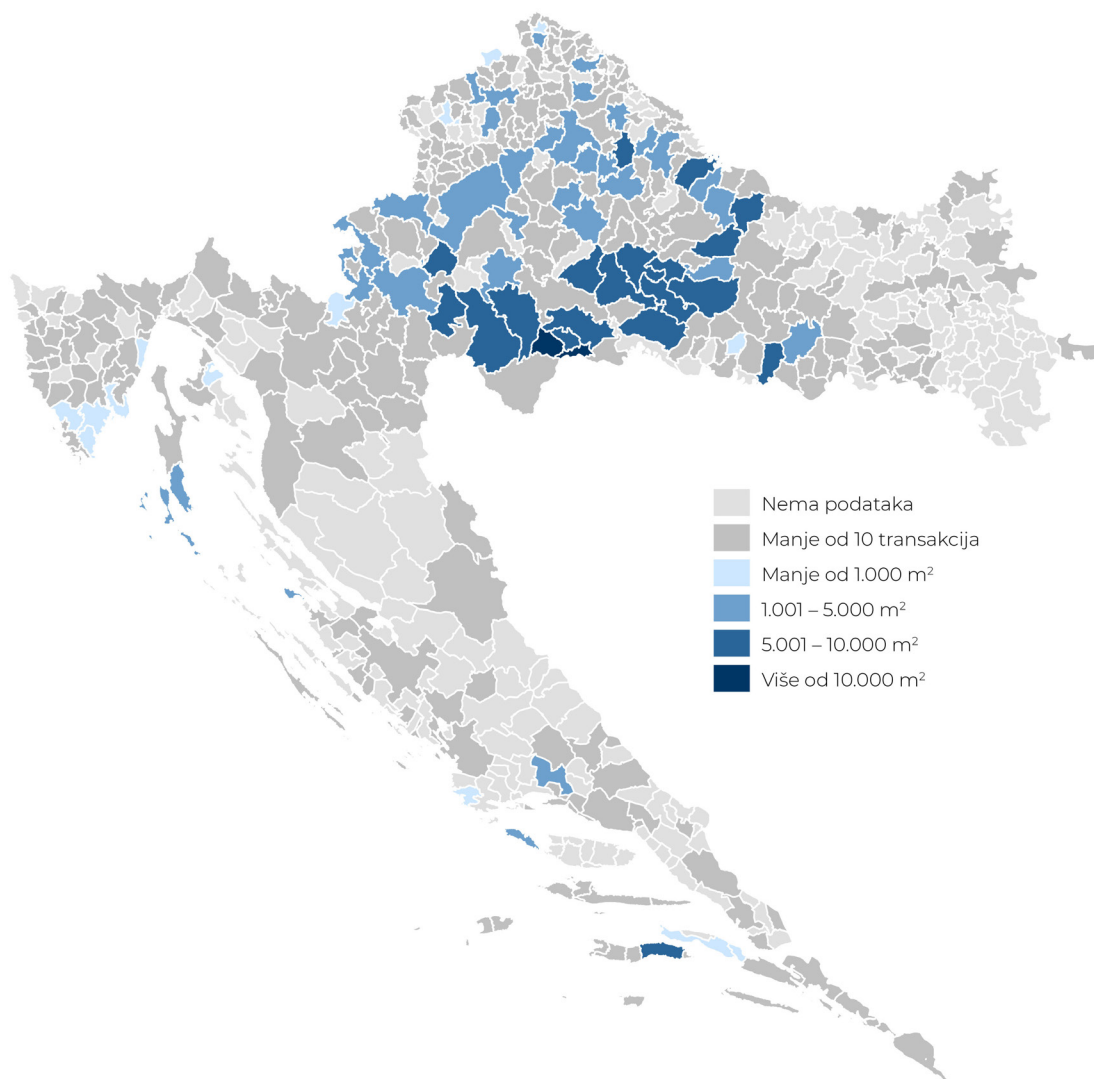 Nema podataka
Manje od 10 transakcija
Manje od 1.000 m²
1.001 – 5.000 m²
5.001 – 10.000 m²
Više od 10.000 m²